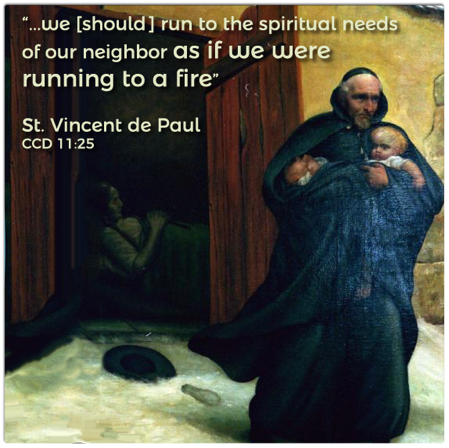 “...we [should] run to the spiritual needs
of our neighbor as if we were
running to a fire”
St. Vincent de Paul
CCD 11:25